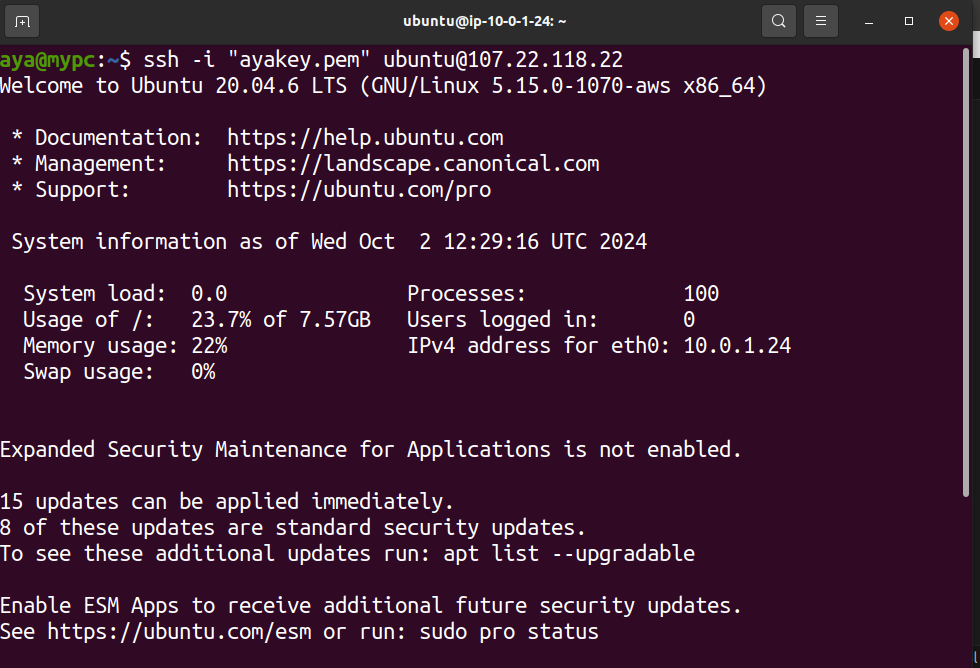 ubuntu@ip-10-0-1-24: ~
aya@mypc:~$ ssh -i "ayakey.pem" ubuntu@107.22.118.22
Welcome to Ubuntu 20.04.6 LTS (GNU/Linux 5.15.0-1070-aws x86_64)
* Documentation:  https://help.ubuntu.com
* Management:     https://landscape.canonical.com
* Support:        https://ubuntu.com/pro
System information as of Wed Oct  2 12:29:16 UTC 2024
System load:  0.0               Processes:             100
Usage of /:   23.7% of 7.57GB   Users logged in:       0
Memory usage: 22%               IPv4 address for eth0: 10.0.1.24
Swap usage:   0%
Expanded Security Maintenance for Applications is not enabled.
15 updates can be applied immediately.
8 of these updates are standard security updates.
To see these additional updates run: apt list --upgradable
Enable ESM Apps to receive additional future security updates.
See https://ubuntu.com/esm or run: sudo pro status